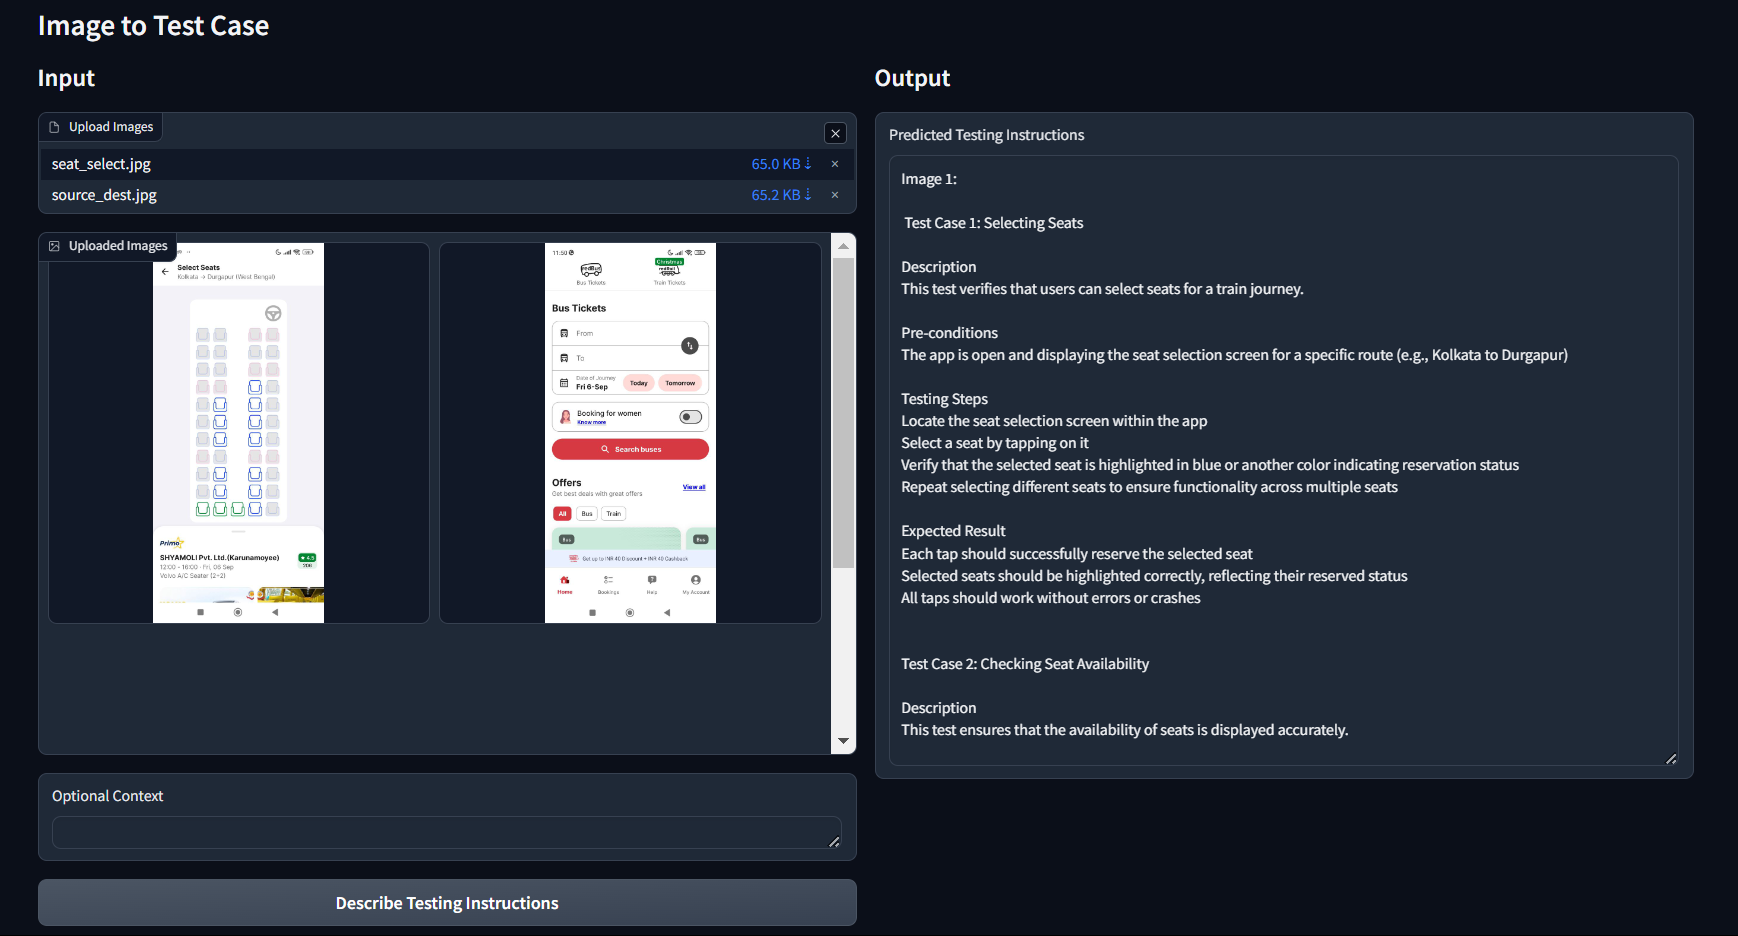 Image to Test Case
Input
Upload Images
seat_select.jpg
65.0 KB ↓
source_dest.jpg
65.2 KB ↓
Uploaded Images
Select Seats
Kolkata → Durgapur (West Bengal)
Primo
SHYAMOLI Pvt. Ltd.(Karunamoyee)
★ 4.5
12:00 - 16:00 · Fri, 06 Sep
Volvo A/C Seater (2+2)
11:50
redBus
Bus Tickets
Christmas
redRail
Train Tickets
Bus Tickets
From
To
Date of Journey
Fri 6-Sep
Today
Tomorrow
Booking for women
Know more
Search buses
Offers
View all
Get best deals with great offers
All
Bus
Train
Bus
Bus
Get up to INR 40 Discount + INR 40 Cashback
Home
Bookings
Help
My Account
Optional Context
Describe Testing Instructions
Output
Predicted Testing Instructions
Image 1:
Test Case 1: Selecting Seats
Description
This test verifies that users can select seats for a train journey.
Pre-conditions
The app is open and displaying the seat selection screen for a specific route (e.g., Kolkata to Durgapur)
Testing Steps
Locate the seat selection screen within the app
Select a seat by tapping on it
Verify that the selected seat is highlighted in blue or another color indicating reservation status
Repeat selecting different seats to ensure functionality across multiple seats
Expected Result
Each tap should successfully reserve the selected seat
Selected seats should be highlighted correctly, reflecting their reserved status
All taps should work without errors or crashes
Test Case 2: Checking Seat Availability
Description
This test ensures that the availability of seats is displayed accurately.